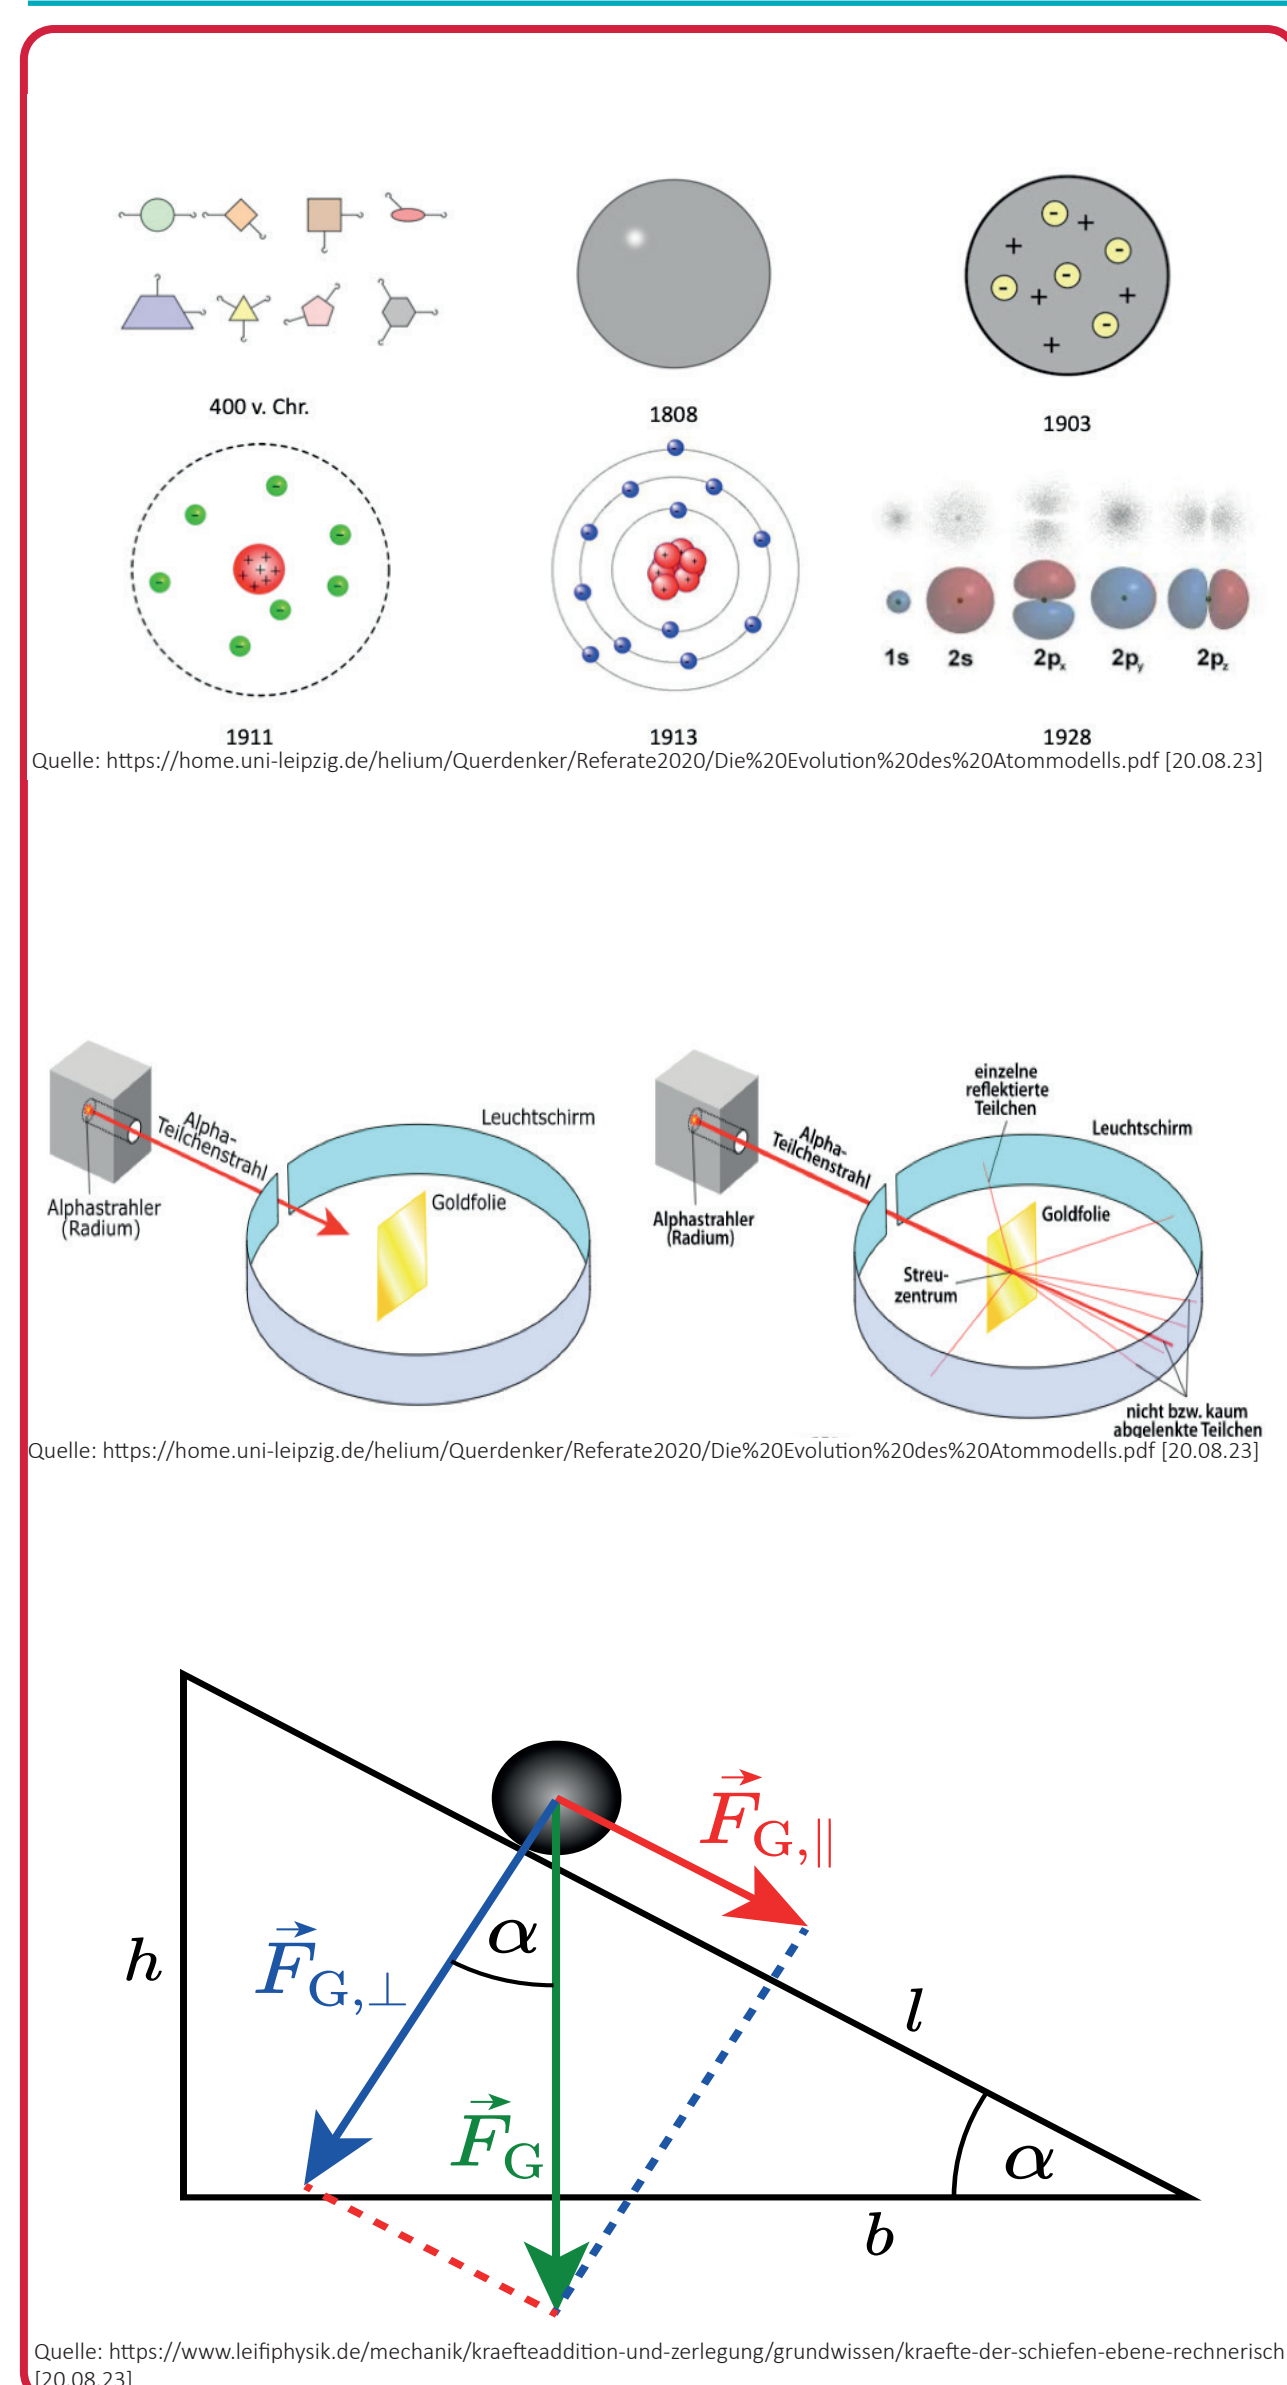 400 v. Chr.
1808
1903
1s 2s 2pₓ 2pᵧ 2p_z
1911
1913
1928
Quelle: https://home.uni-leipzig.de/helium/Querdenker/Referate2020/Die%20Evolution%20des%20Atommodells.pdf [20.08.23]
Alpha-
Teilchenstrahl
Leuchtschirm
Goldfolie
Alphastrahler
(Radium)
einzelne
reflektierte
Teilchen
Alpha-
Teilchenstrahl
Leuchtschirm
Goldfolie
Alphastrahler
(Radium)
Streu-
zentrum
nicht bzw. kaum
abgelenkte Teilchen
Quelle: https://home.uni-leipzig.de/helium/Querdenker/Referate2020/Die%20Evolution%20des%20Atommodells.pdf [20.08.23]
F⃗G,∥
α
h
F⃗G,⊥
l
F⃗G
α
b
Quelle: https://www.leifiphysik.de/mechanik/kraefteaddition-und-zerlegung/grundwissen/kraefte-der-schiefen-ebene-rechnerisch
[20.08.23]